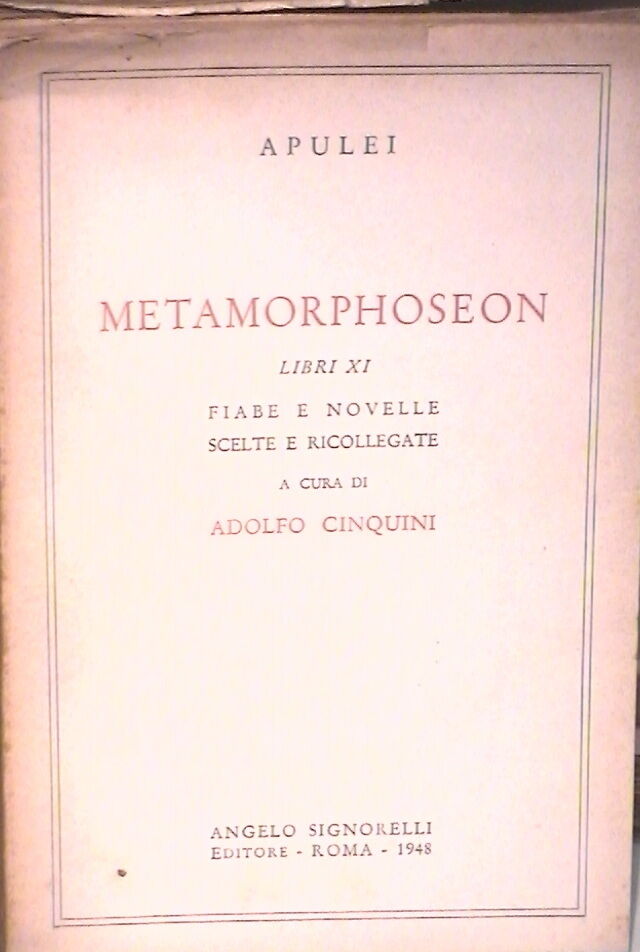 APULEI
METAMORPHOSEON
LIBRI XI
FIABE E NOVELLE
SCELTE E RICOLLEGATE
A CURA DI
ADOLFO CINQUINI
ANGELO SIGNORELLI
EDITORE - ROMA - 1948